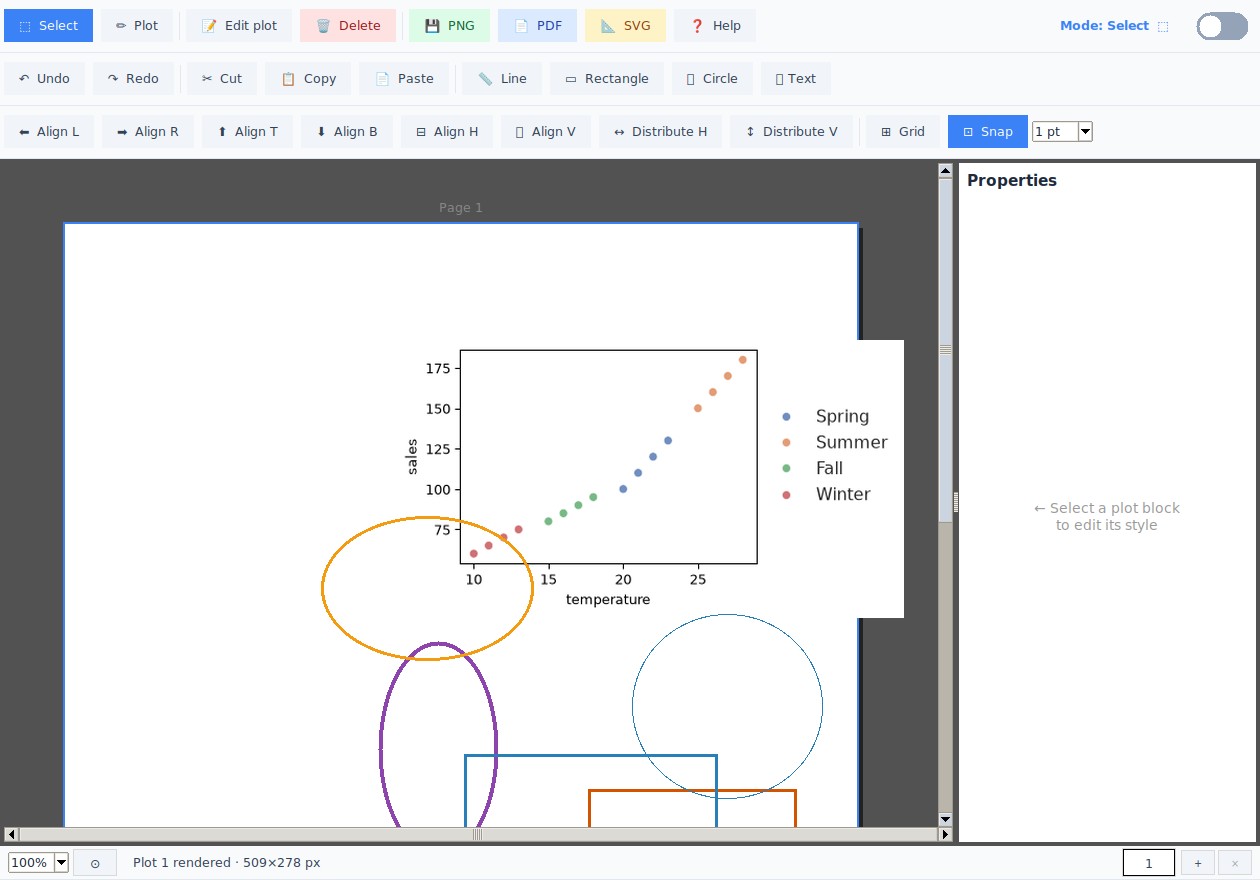 Select Plot Edit plot Delete PNG PDF SVG Help Mode: Select
Undo Redo Cut Copy Paste Line Rectangle Circle Text
Align L Align R Align T Align B Align H Align V Distribute H Distribute V Grid Snap 1 pt
Properties
Page 1
175
150
125
100
75
sales
10 15 20 25
temperature
Spring
Summer
Fall
Winter
← Select a plot block
to edit its style
100% Plot 1 rendered · 509×278 px 1 + ×